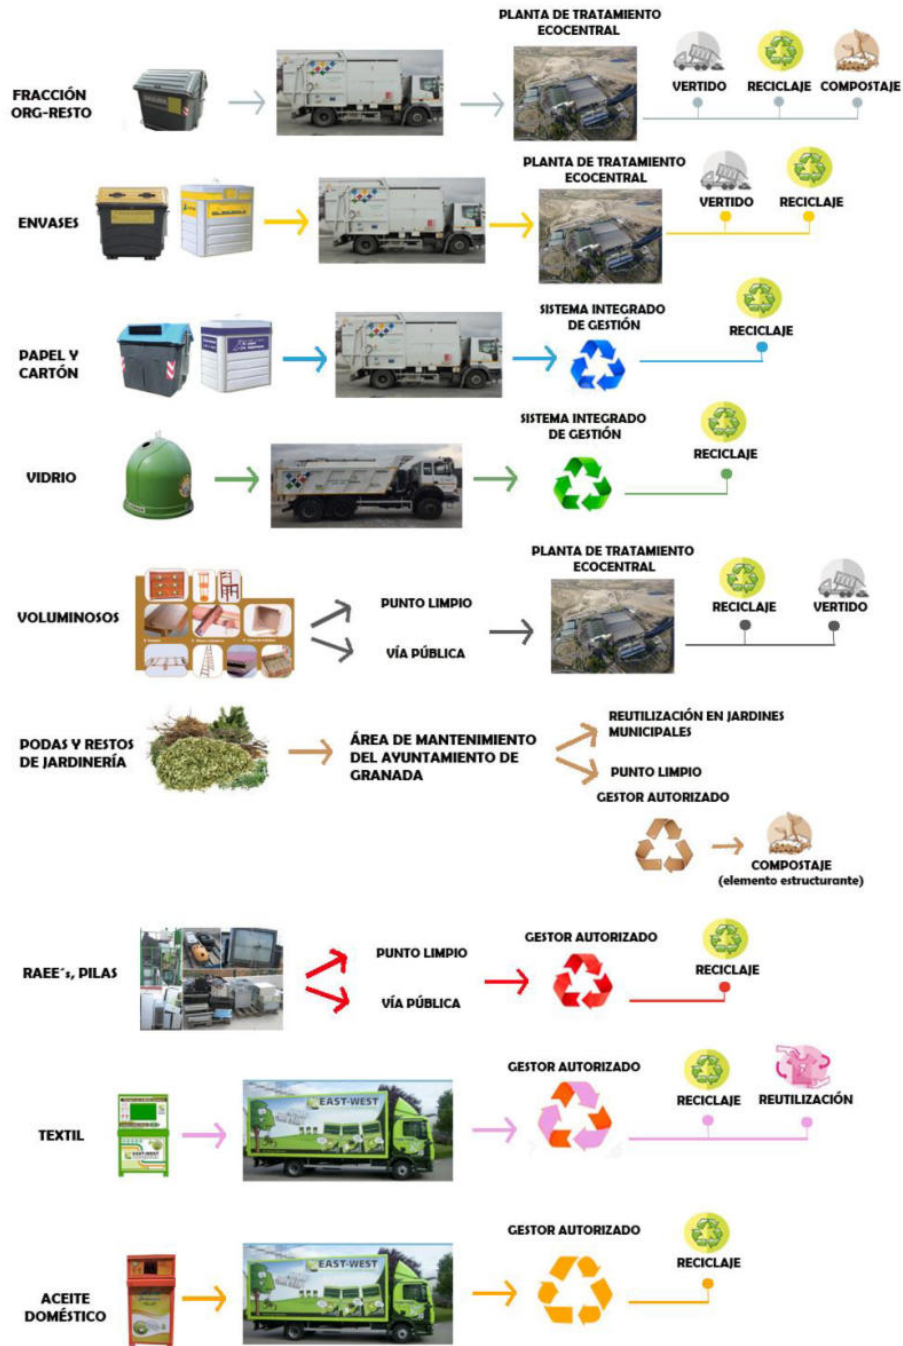 PLANTA DE TRATAMIENTO
ECOCENTRAL
FRACCIÓN
ORG-RESTO
VERTIDO
RECICLAJE
COMPOSTAJE
PLANTA DE TRATAMIENTO
ECOCENTRAL
ENVASES
VERTIDO
RECICLAJE
SISTEMA INTEGRADO
DE GESTIÓN
PAPEL Y
CARTÓN
RECICLAJE
SISTEMA INTEGRADO
DE GESTIÓN
VIDRIO
RECICLAJE
PLANTA DE TRATAMIENTO
ECOCENTRAL
VOLUMINOSOS
PUNTO LIMPIO
VÍA PÚBLICA
RECICLAJE
VERTIDO
PODAS Y RESTOS
DE JARDINERÍA
ÁREA DE MANTENIMIENTO
DEL AYUNTAMIENTO DE
GRANADA
REUTILIZACIÓN EN JARDINES
MUNICIPALES
PUNTO LIMPIO
GESTOR AUTORIZADO
COMPOSTAJE
(elemento estructurante)
RAEE´s, PILAS
PUNTO LIMPIO
VÍA PÚBLICA
GESTOR AUTORIZADO
RECICLAJE
TEXTIL
EAST-WEST
EAST-WEST
GESTOR AUTORIZADO
RECICLAJE
REUTILIZACIÓN
ACEITE
DOMÉSTICO
EAST-WEST
GESTOR AUTORIZADO
RECICLAJE